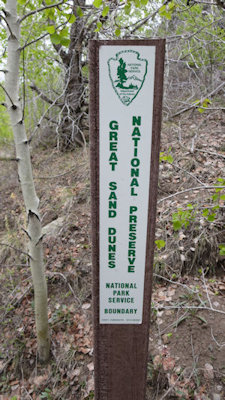 NATIONAL
PARK
SERVICE
GREAT SAND DUNES
NATIONAL PRESERVE
NATIONAL
PARK
SERVICE
BOUNDARY